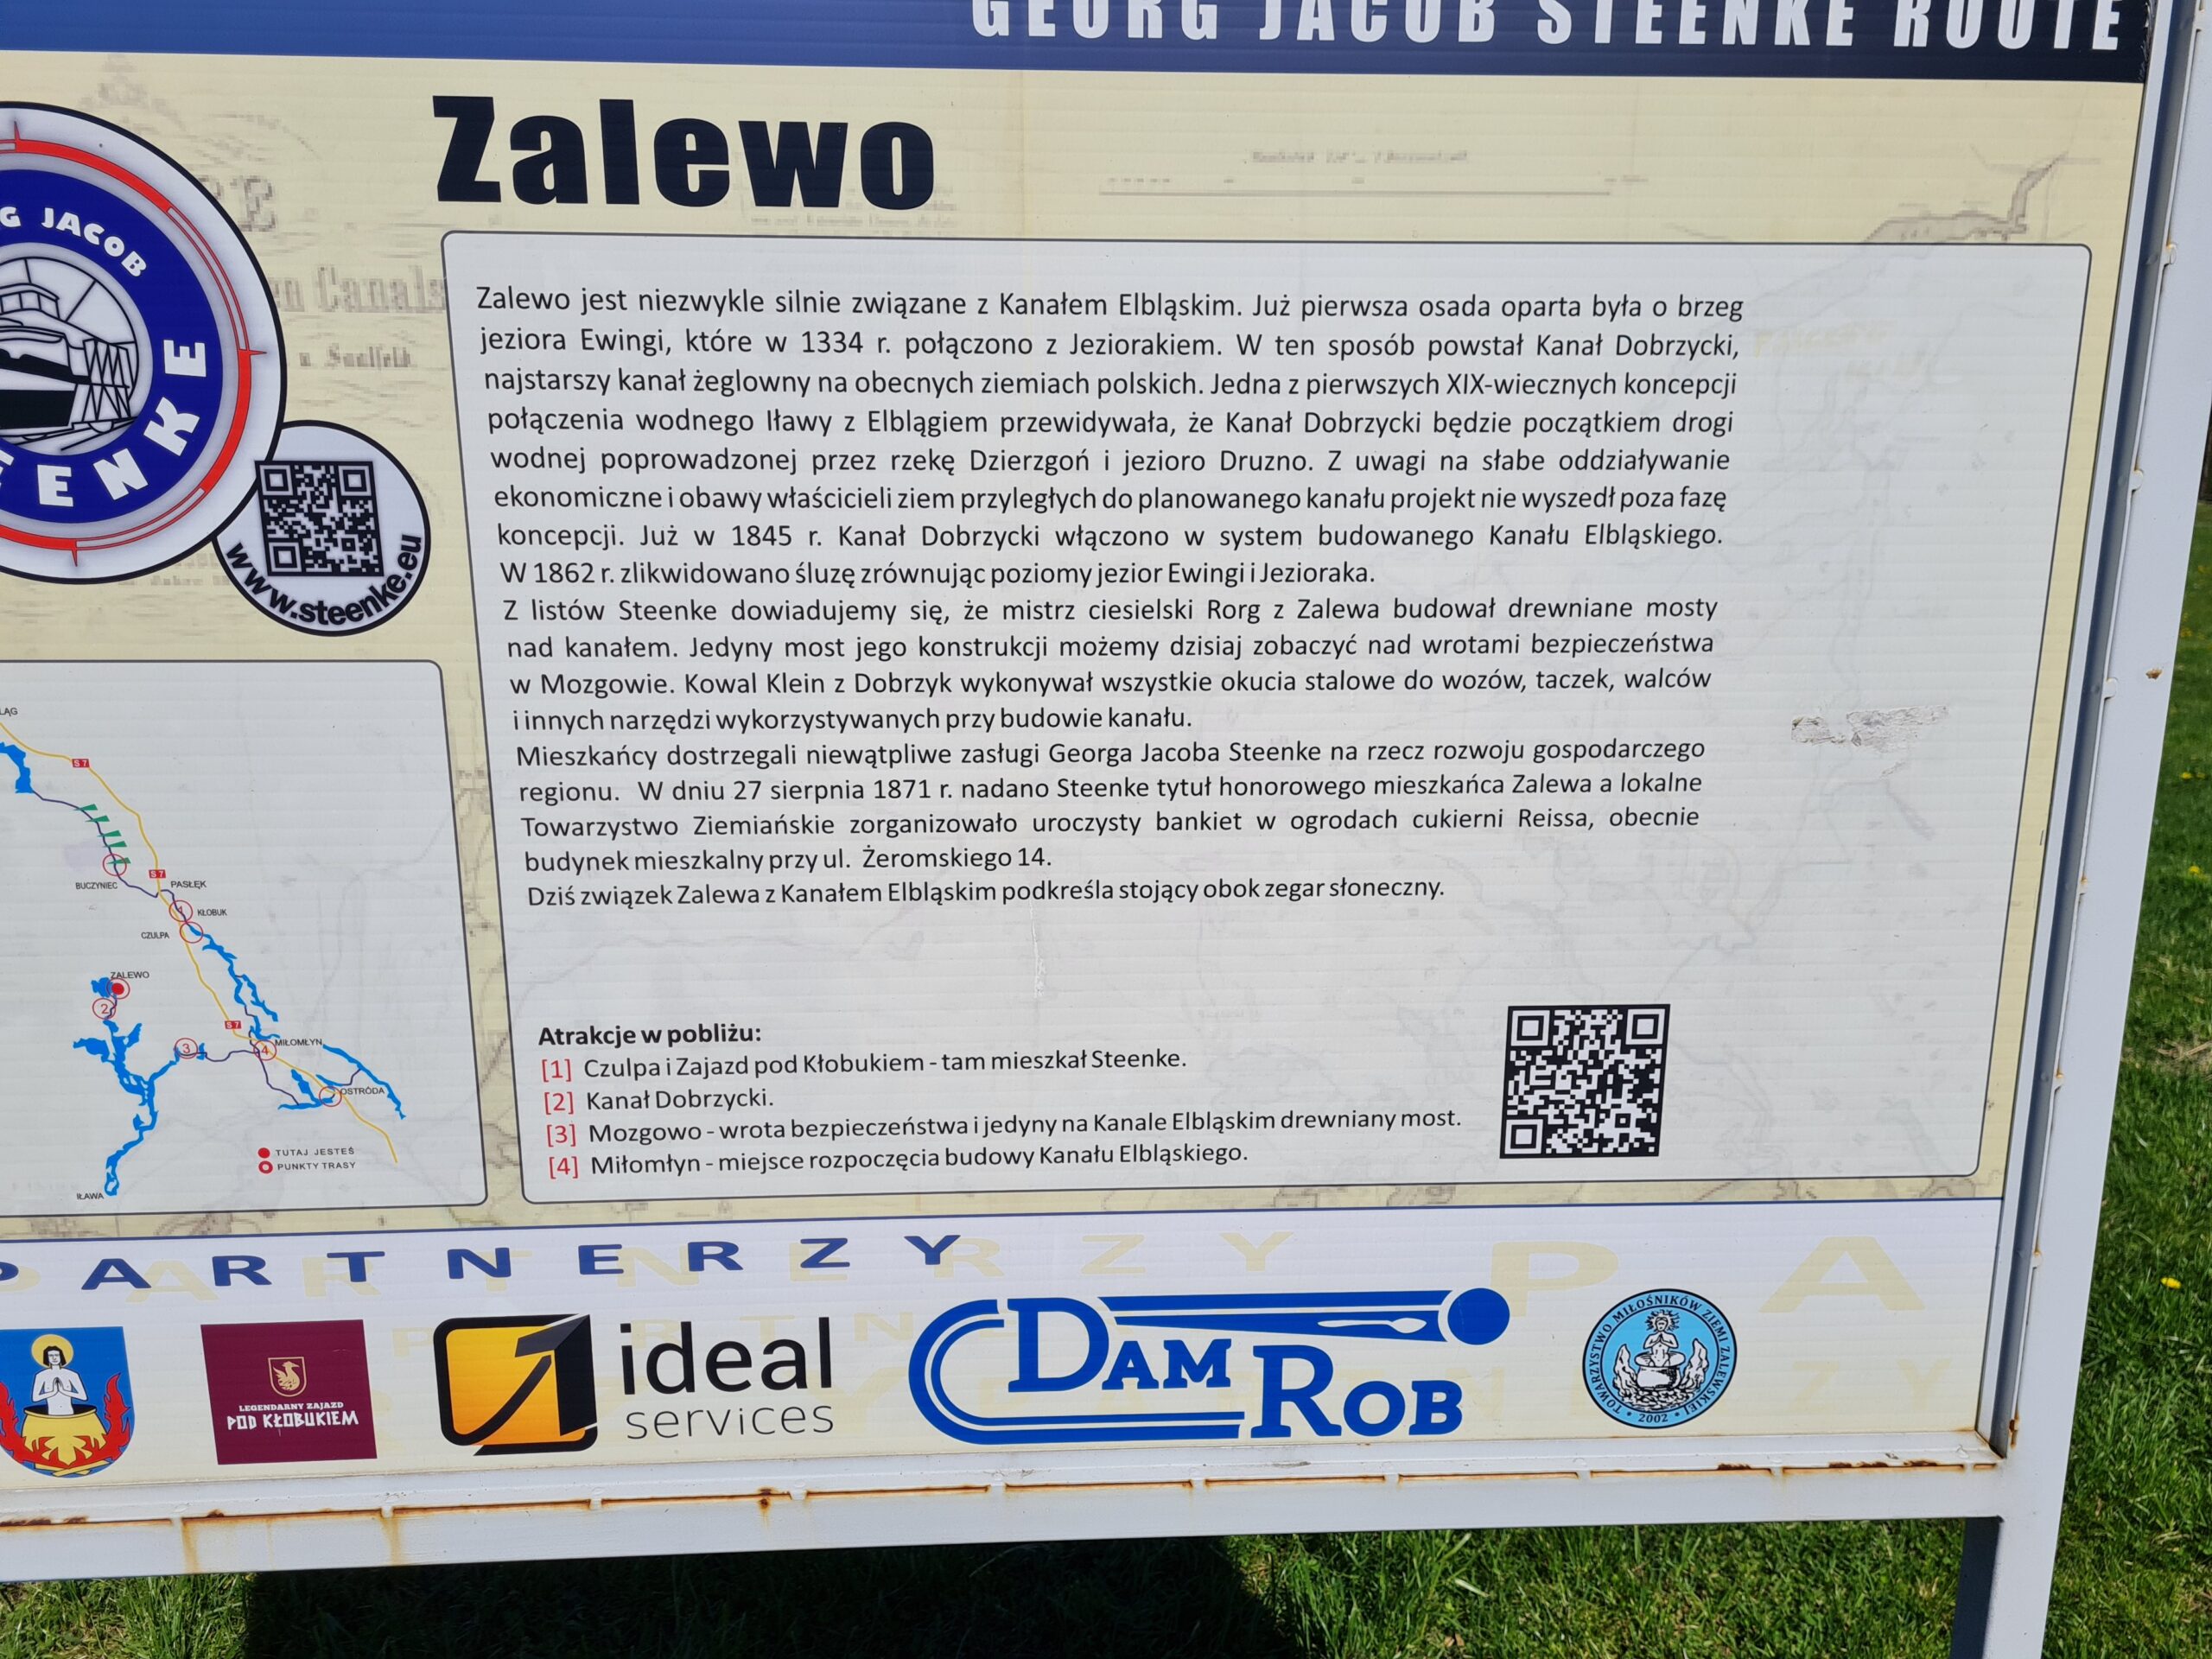 GEORG JACOB STEENKE ROUTE
Zalewo
JACOB
www.steenke.eu
Zalewo jest niezwykle silnie związane z Kanałem Elbląskim. Już pierwsza osada oparta była o brzeg
jeziora Ewingi, które w 1334 r. połączono z Jeziorakiem. W ten sposób powstał Kanał Dobrzycki,
najstarszy kanał żeglowny na obecnych ziemiach polskich. Jedna z pierwszych XIX-wiecznych koncepcji
połączenia wodnego Iławy z Elblągiem przewidywała, że Kanał Dobrzycki będzie początkiem drogi
wodnej poprowadzonej przez rzekę Dzierzgoń i jezioro Druzno. Z uwagi na słabe oddziaływanie
ekonomiczne i obawy właścicieli ziem przyległych do planowanego kanału projekt nie wyszedł poza fazę
koncepcji. Już w 1845 r. Kanał Dobrzycki włączono w system budowanego Kanału Elbląskiego.
W 1862 r. zlikwidowano śluzę zrównując poziomy jezior Ewingi i Jezioraka.
Z listów Steenke dowiadujemy się, że mistrz ciesielski Rorg z Zalewa budował drewniane mosty
nad kanałem. Jedyny most jego konstrukcji możemy dzisiaj zobaczyć nad wrotami bezpieczeństwa
w Mozgowie. Kowal Klein z Dobrzyk wykonywał wszystkie okucia stalowe do wozów, taczek, walców
i innych narzędzi wykorzystywanych przy budowie kanału.
Mieszkańcy dostrzegali niewątpliwe zasługi Georga Jacoba Steenke na rzecz rozwoju gospodarczego
regionu. W dniu 27 sierpnia 1871 r. nadano Steenke tytuł honorowego mieszkańca Zalewa a lokalne
Towarzystwo Ziemiańskie zorganizowało uroczysty bankiet w ogrodach cukierni Reissa, obecnie
budynek mieszkalny przy ul. Żeromskiego 14.
Dziś związek Zalewa z Kanałem Elbląskim podkreśla stojący obok zegar słoneczny.
Atrakcje w pobliżu:
[1] Czulpa i Zajazd pod Kłobukiem - tam mieszkał Steenke.
[2] Kanał Dobrzycki.
[3] Mozgowo - wrota bezpieczeństwa i jedyny na Kanale Elbląskim drewniany most.
[4] Miłomłyn - miejsce rozpoczęcia budowy Kanału Elbląskiego.
S 7
S 7
BUCZYNIEC
PASŁĘK
KŁOBUK
CZULPA
ZALEWO
2
S 7
3
4
MIŁOMŁYN
OSTRÓDA
TUTAJ JESTEŚ
PUNKTY TRASY
IŁAWA
PARTNERZY
LEGENDARNY ZAJAZD
POD KŁOBUKIEM
ideal
services
DAM
ROB
TOWARZYSTWO MIŁOŚNIKÓW ZIEMI ZALEWSKIEJ
2002